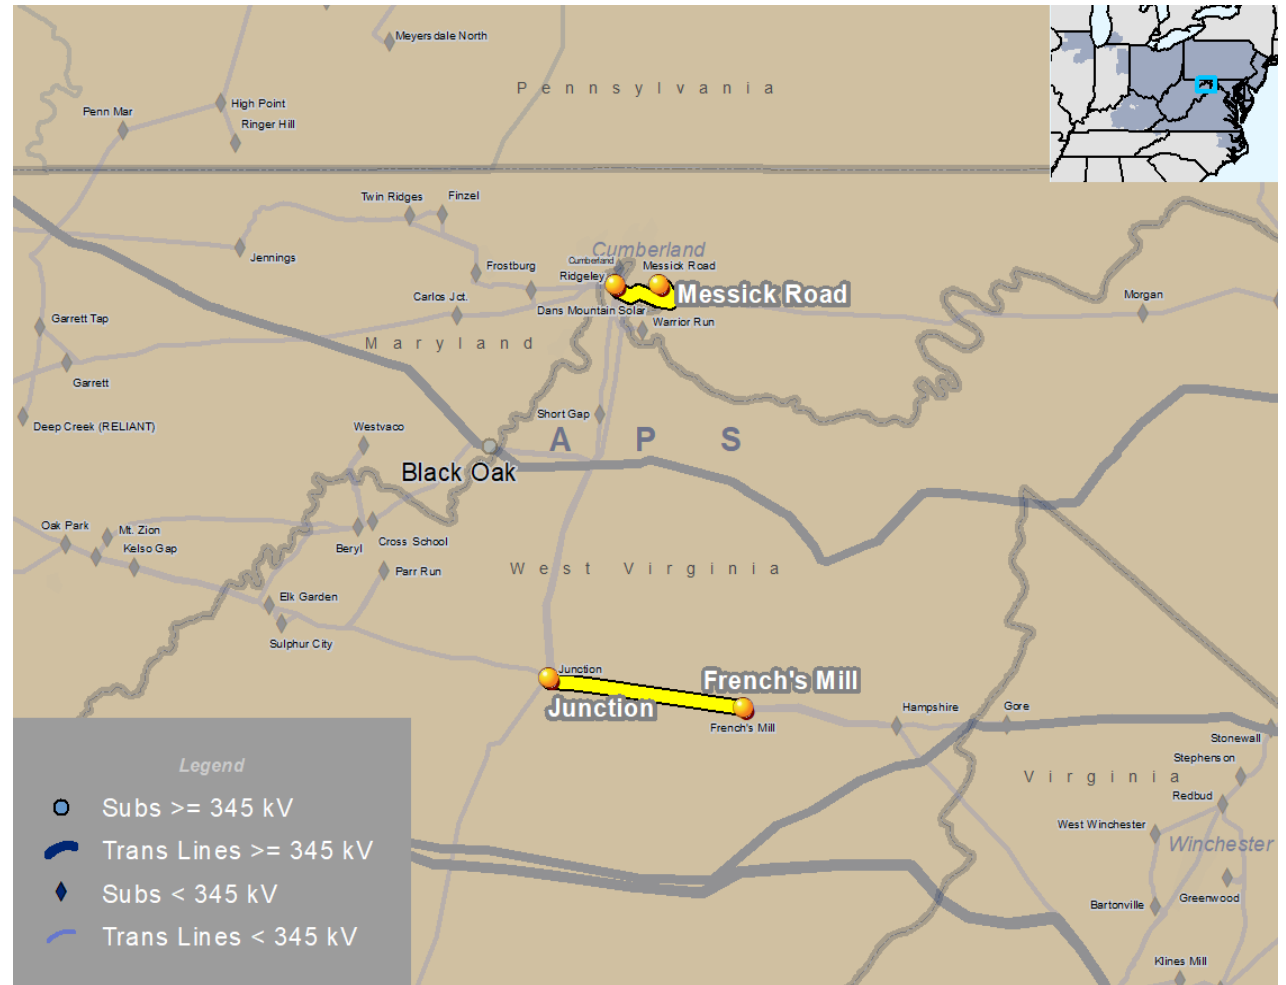 Meyersdale North
Pennsylvania
Penn Mar
High Point
Ringer Hill
Twin Ridges
Finzel
Jennings
Cumberland
Cumberland
Messick Road
Frostburg
Ridgeley
Messick Road
Carlos Jct.
Morgan
Dans Mountain Solar
Warrior Run
Garrett Tap
Maryland
Garrett
Deep Creek (RELIANT)
Westvaco
Short Gap
A P S
Black Oak
Oak Park
Mt. Zion
Kelso Gap
Beryl
Cross School
Parr Run
West Virginia
Elk Garden
Sulphur City
Junction
French's Mill
Junction
French's Mill
Hampshire
Gore
Stonewall
Stephenson
Virginia
Redbud
West Winchester
Winchester
Greenwood
Bartonville
Klines Mill
Legend
Subs >= 345 kV
Trans Lines >= 345 kV
Subs < 345 kV
Trans Lines < 345 kV